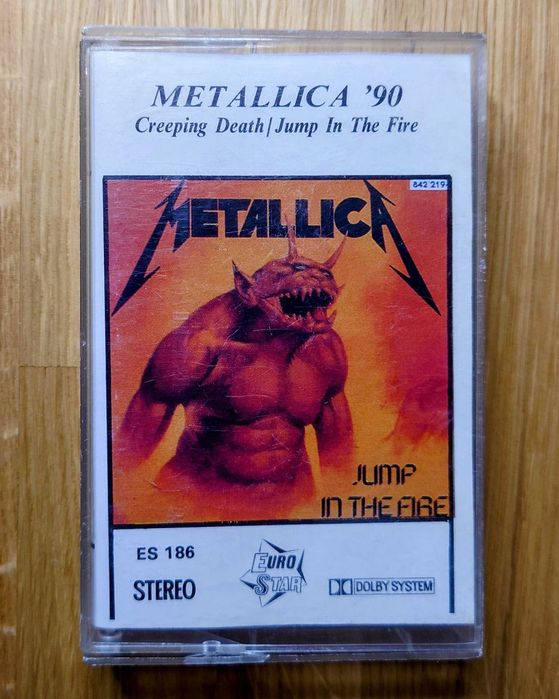 METALLICA '90
Creeping Death/Jump In The Fire
842 219-
METALLICA
JUMP
IN THE FIRE
ES 186
EURO
STAR
STEREO
DOLBY SYSTEM